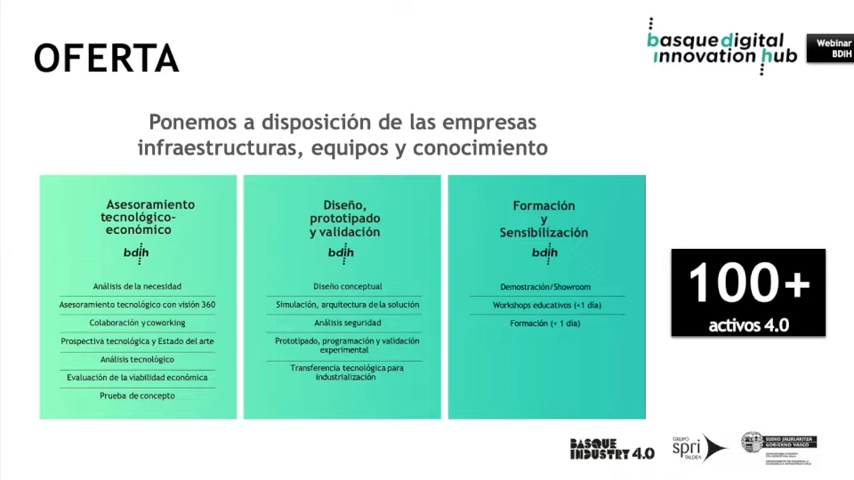 OFERTA
basquedigital
innovation hub
Webinar
BDIH
Ponemos a disposición de las empresas
infraestructuras, equipos y conocimiento
Asesoramiento
tecnológico-
económico
bdih
Análisis de la necesidad
Asesoramiento tecnológico con visión 360
Colaboración y coworking
Prospectiva tecnológica y Estado del arte
Análisis tecnológico
Evaluación de la viabilidad económica
Prueba de concepto
Diseño,
prototipado
y validación
bdih
Diseño conceptual
Simulación, arquitectura de la solución
Análisis seguridad
Prototipado, programación y validación
experimental
Transferencia tecnológica para
industrialización
Formación
y
Sensibilización
bdih
Demostración/Showroom
Workshops educativos (<1 día)
Formación (+ 1 día)
100+
activos 4.0
BASQUE
INDUSTRY 4.0
GRUPO
spri
TALDEA
EUSKO JAURLARITZA
GOBIERNO VASCO